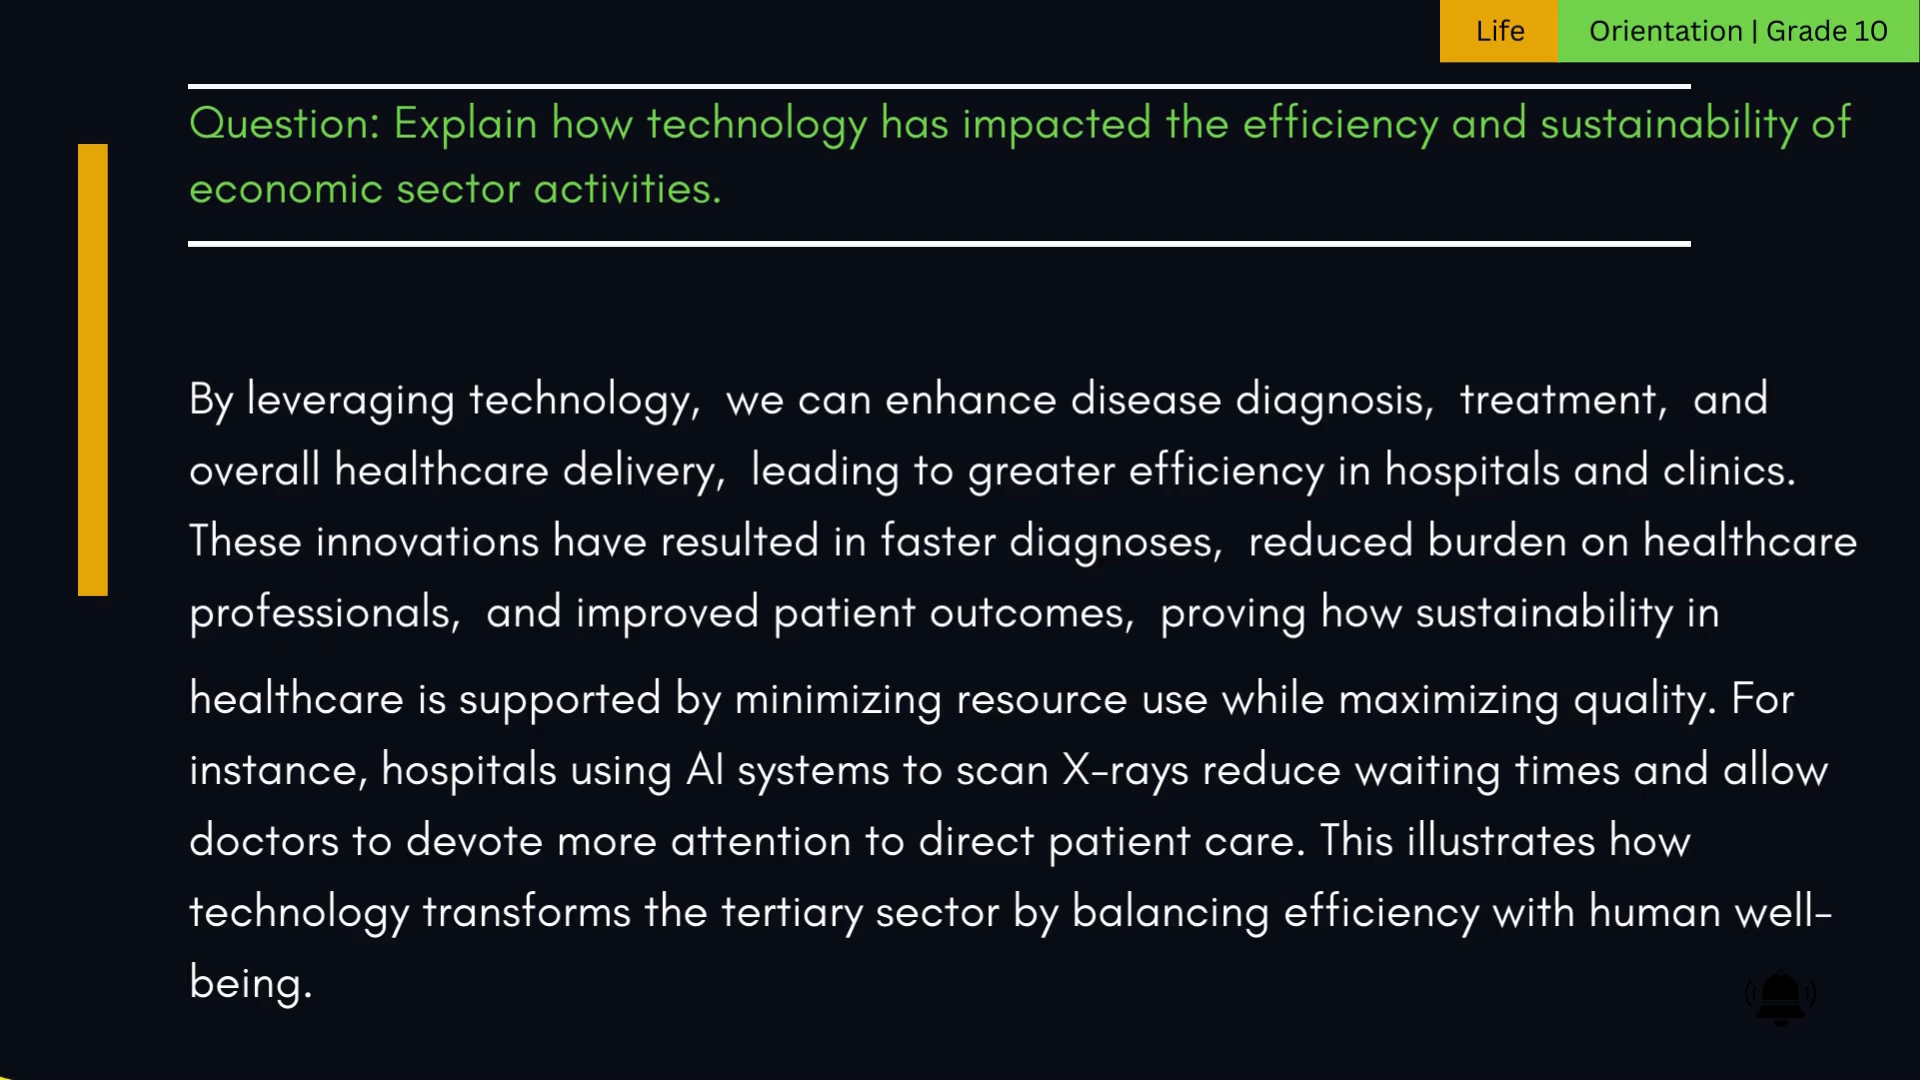 Life Orientation | Grade 10
Question: Explain how technology has impacted the efficiency and sustainability of
economic sector activities.
By leveraging technology,  we can enhance disease diagnosis,  treatment,  and
overall healthcare delivery,  leading to greater efficiency in hospitals and clinics.
These innovations have resulted in faster diagnoses,  reduced burden on healthcare
professionals,  and improved patient outcomes,  proving how sustainability in
healthcare is supported by minimizing resource use while maximizing quality. For
instance, hospitals using AI systems to scan X-rays reduce waiting times and allow
doctors to devote more attention to direct patient care. This illustrates how
technology transforms the tertiary sector by balancing efficiency with human well-
being.